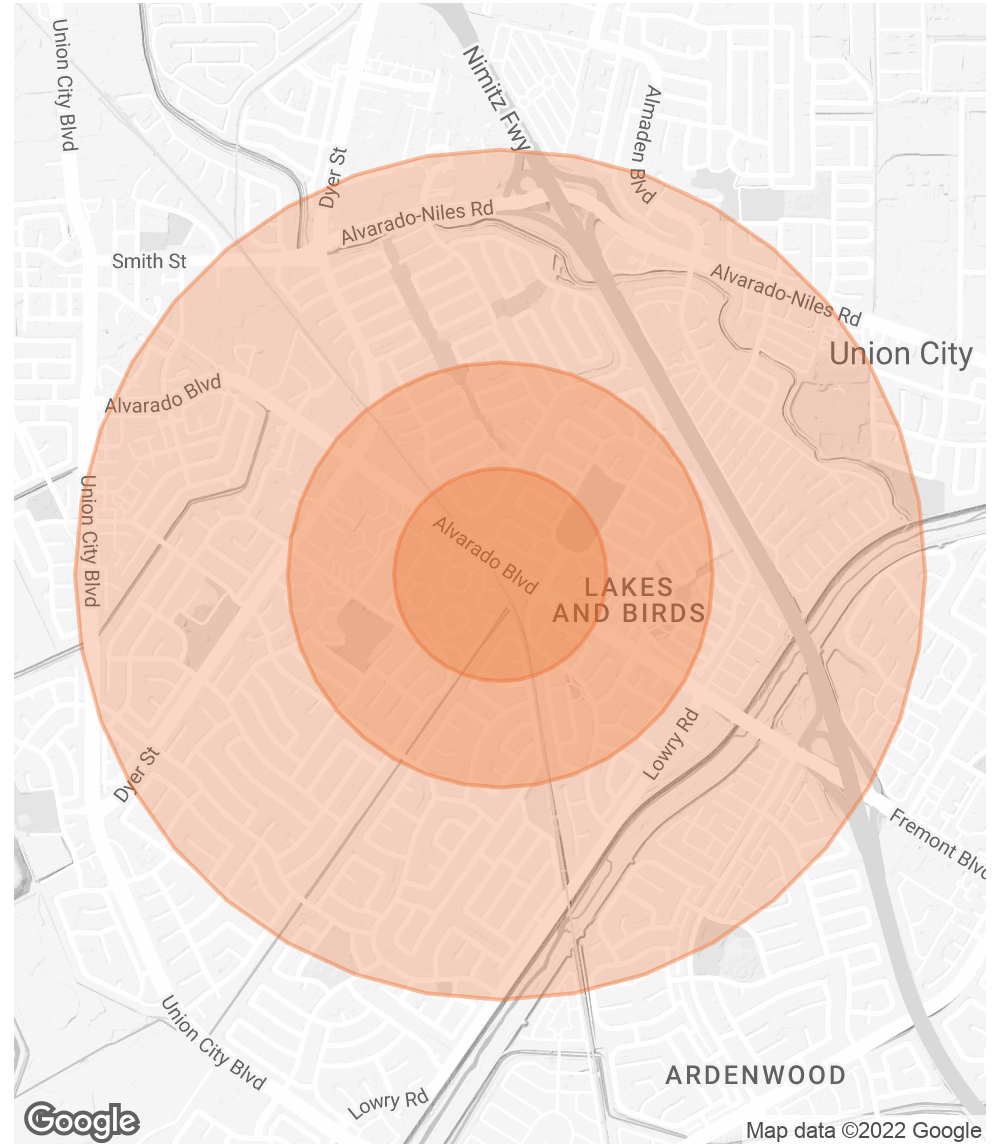 Union City Blvd
Nimitz Fwy
Almaden Blvd
Dyer St
Alvarado-Niles Rd
Smith St
Alvarado-Niles Rd
Union City
Alvarado Blvd
Union City Blvd
Alvarado Blvd
LAKES
AND BIRDS
Lowry Rd
Dyer St
Fremont Blvd
Union City Blvd
ARDENWOOD
Lowry Rd
Google
Map data ©2022 Google